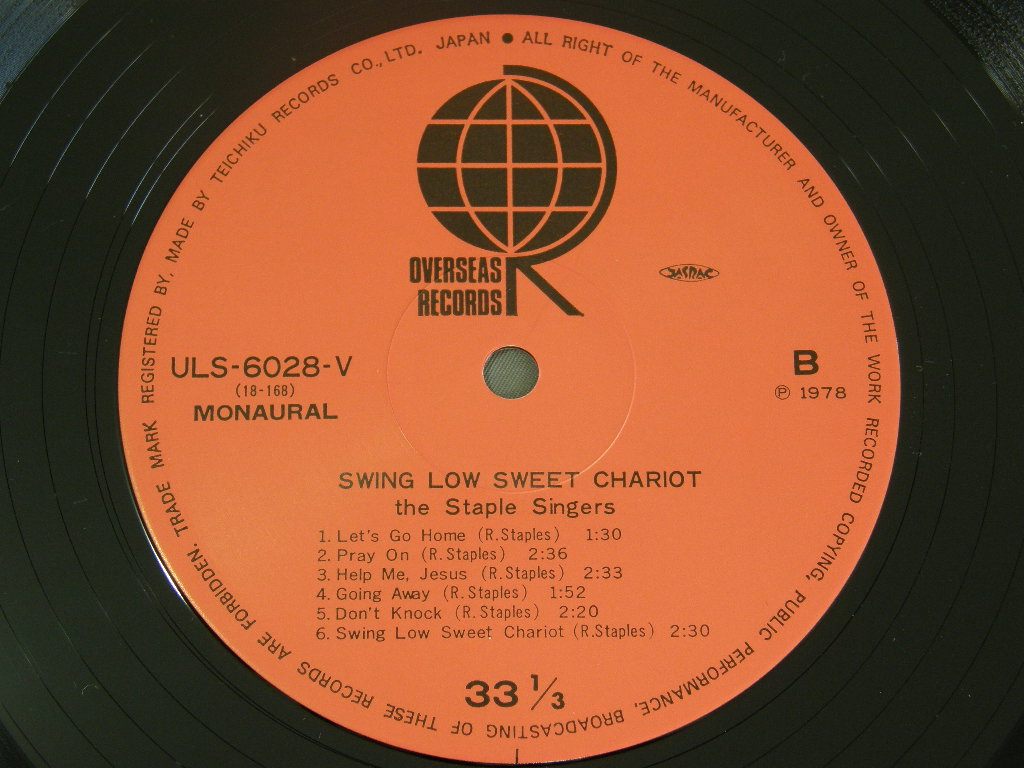 TRADE MARK REGISTERED BY, MADE BY TEICHIKU RECORDS CO., LTD. JAPAN ● ALL RIGHT OF THE MANUFACTURER AND OWNER OF THE WORK RECORDED COPYING, PUBLIC PERFORMANCE, BROADCASTING OF THESE RECORDS ARE FORBIDDEN.
OVERSEAS
RECORDS
R
JASRAC
ULS-6028-V
(18-168)
MONAURAL
B
℗ 1978
SWING LOW SWEET CHARIOT
the Staple Singers
1. Let's Go Home (R.Staples) 1:30
2. Pray On (R.Staples) 2:36
3. Help Me, Jesus (R.Staples) 2:33
4. Going Away (R.Staples) 1:52
5. Don't Knock (R.Staples) 2:20
6. Swing Low Sweet Chariot (R.Staples) 2:30
33 1/3